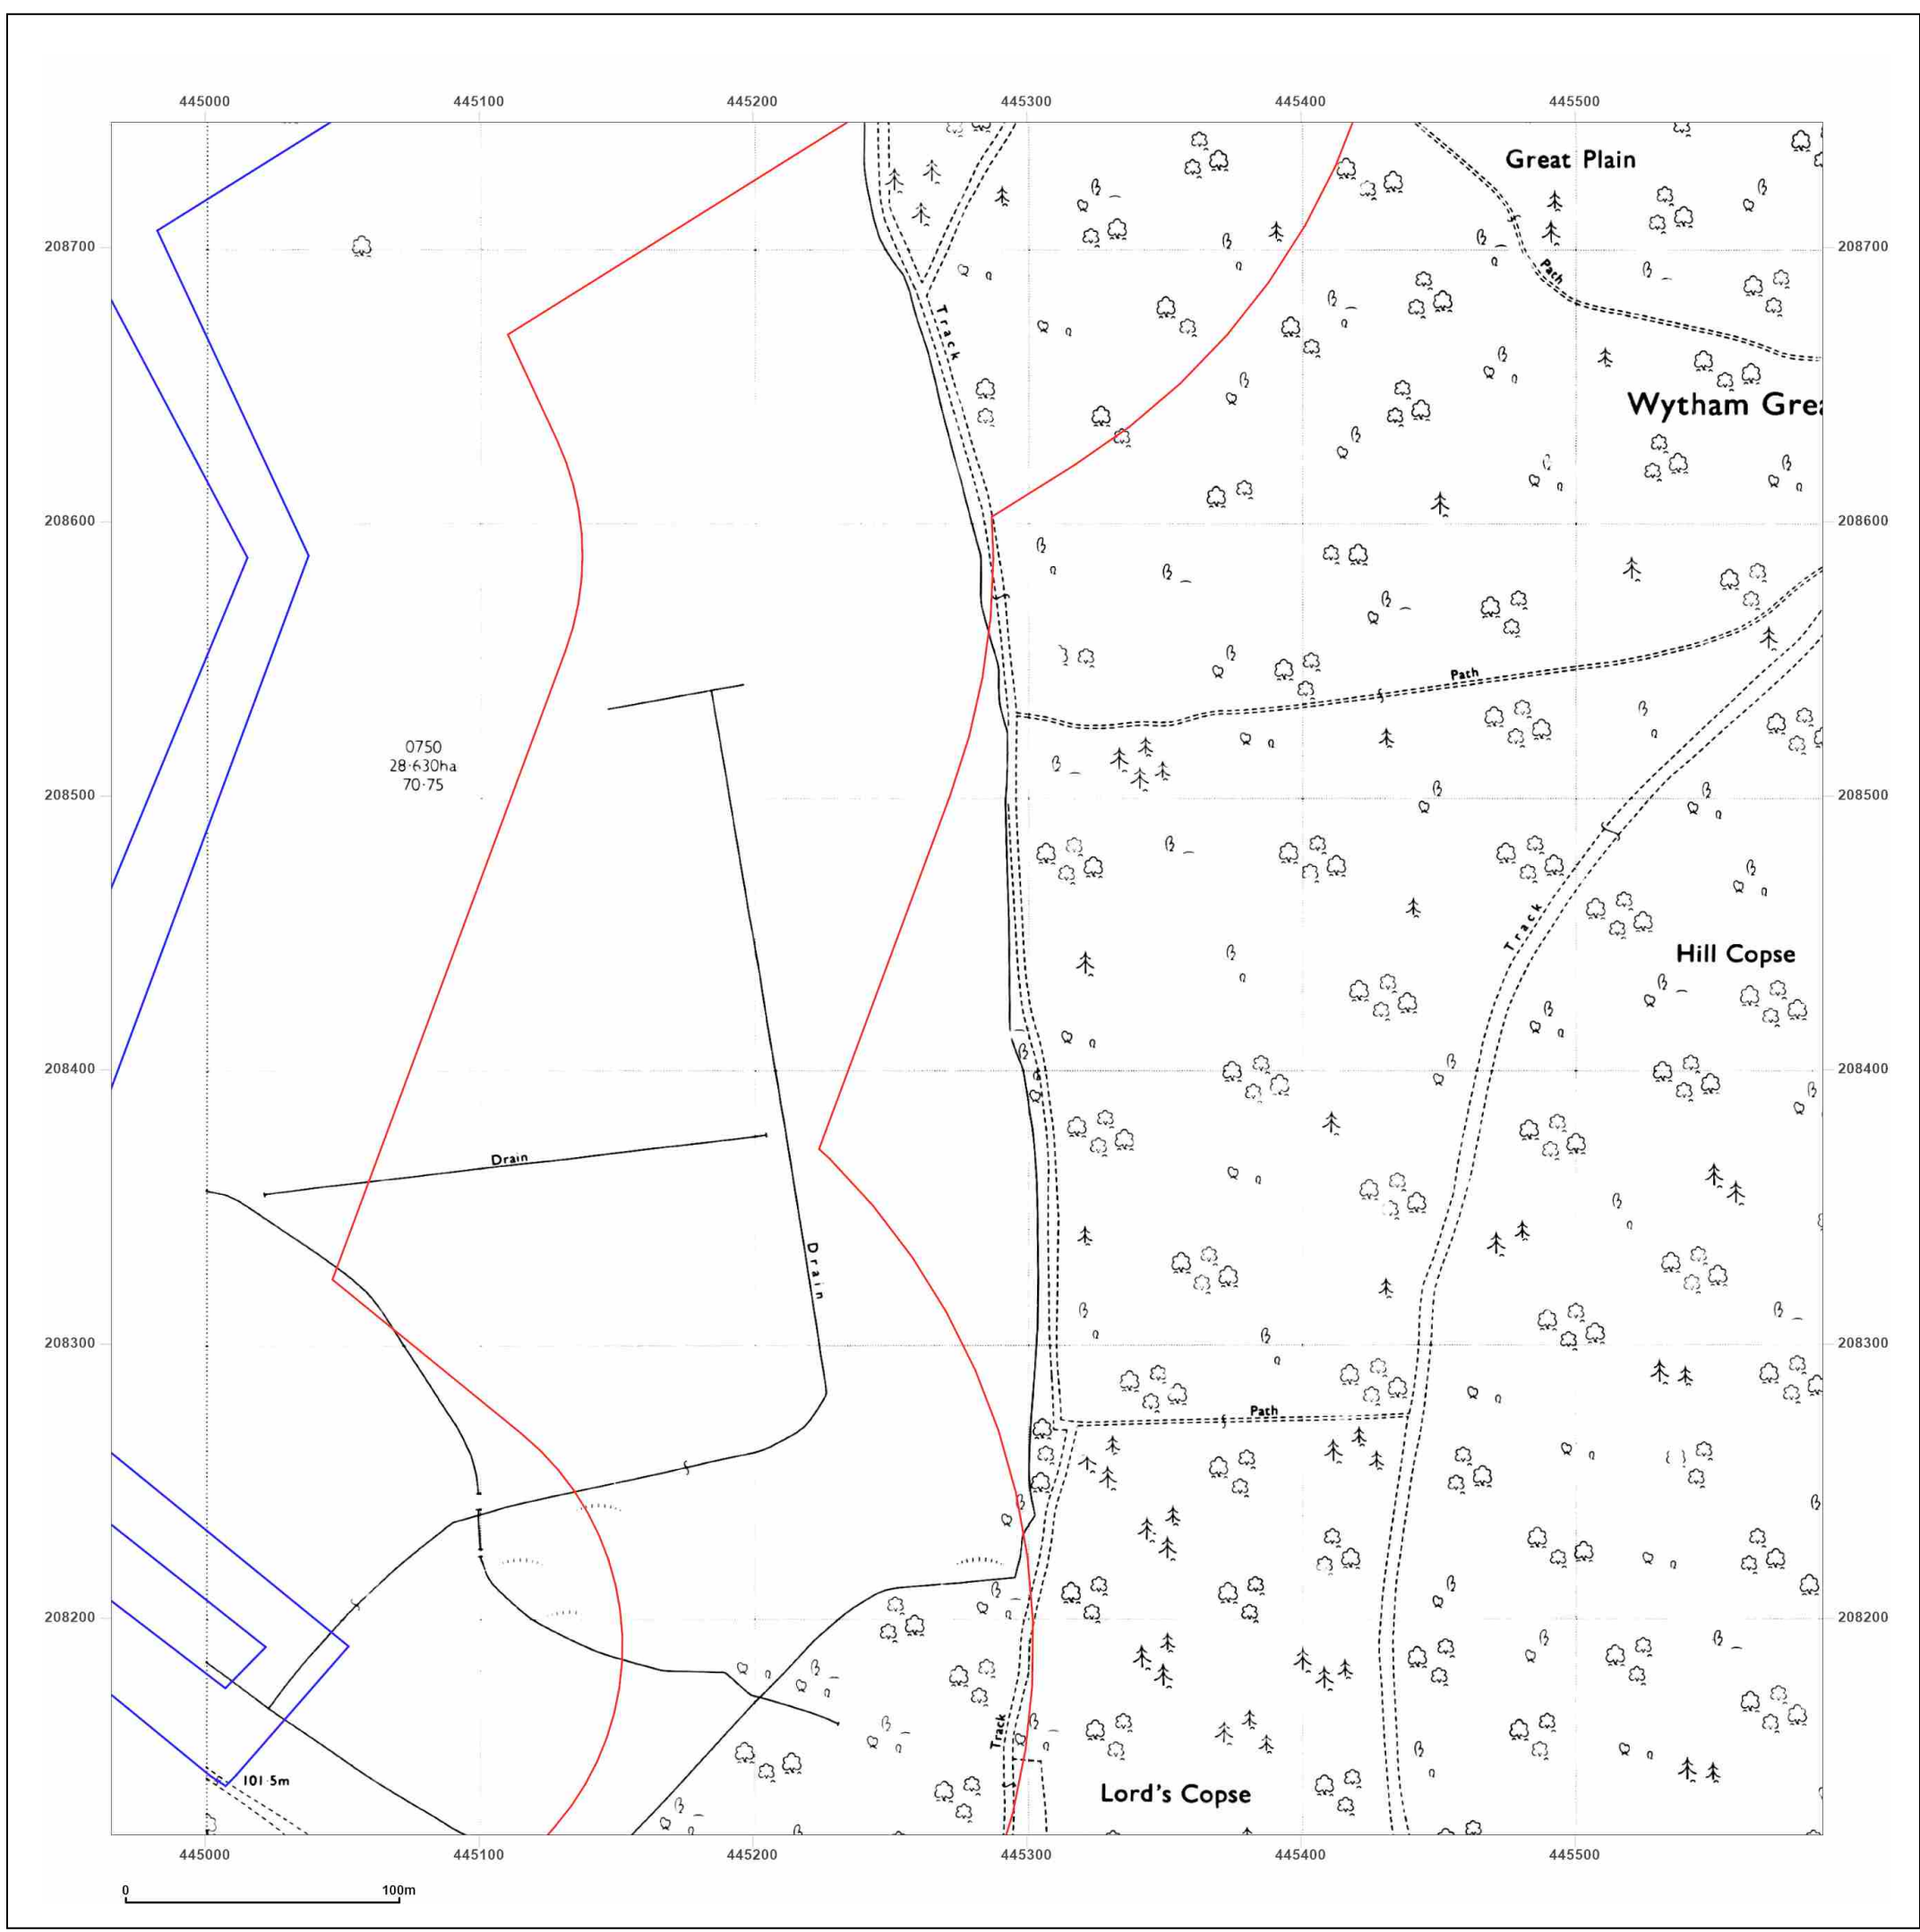 445000 445100 445200 445300 445400 445500
Great Plain
208700 208700
Path
Track
Wytham Grea
208600 208600
Path
0750
28·630ha
70·75
208500 208500
Track
Hill Copse
208400 208400
Drain
Drain
208300 208300
Path
208200 208200
Track
101·5m
Lord's Copse
445000 445100 445200 445300 445400 445500
0 100m